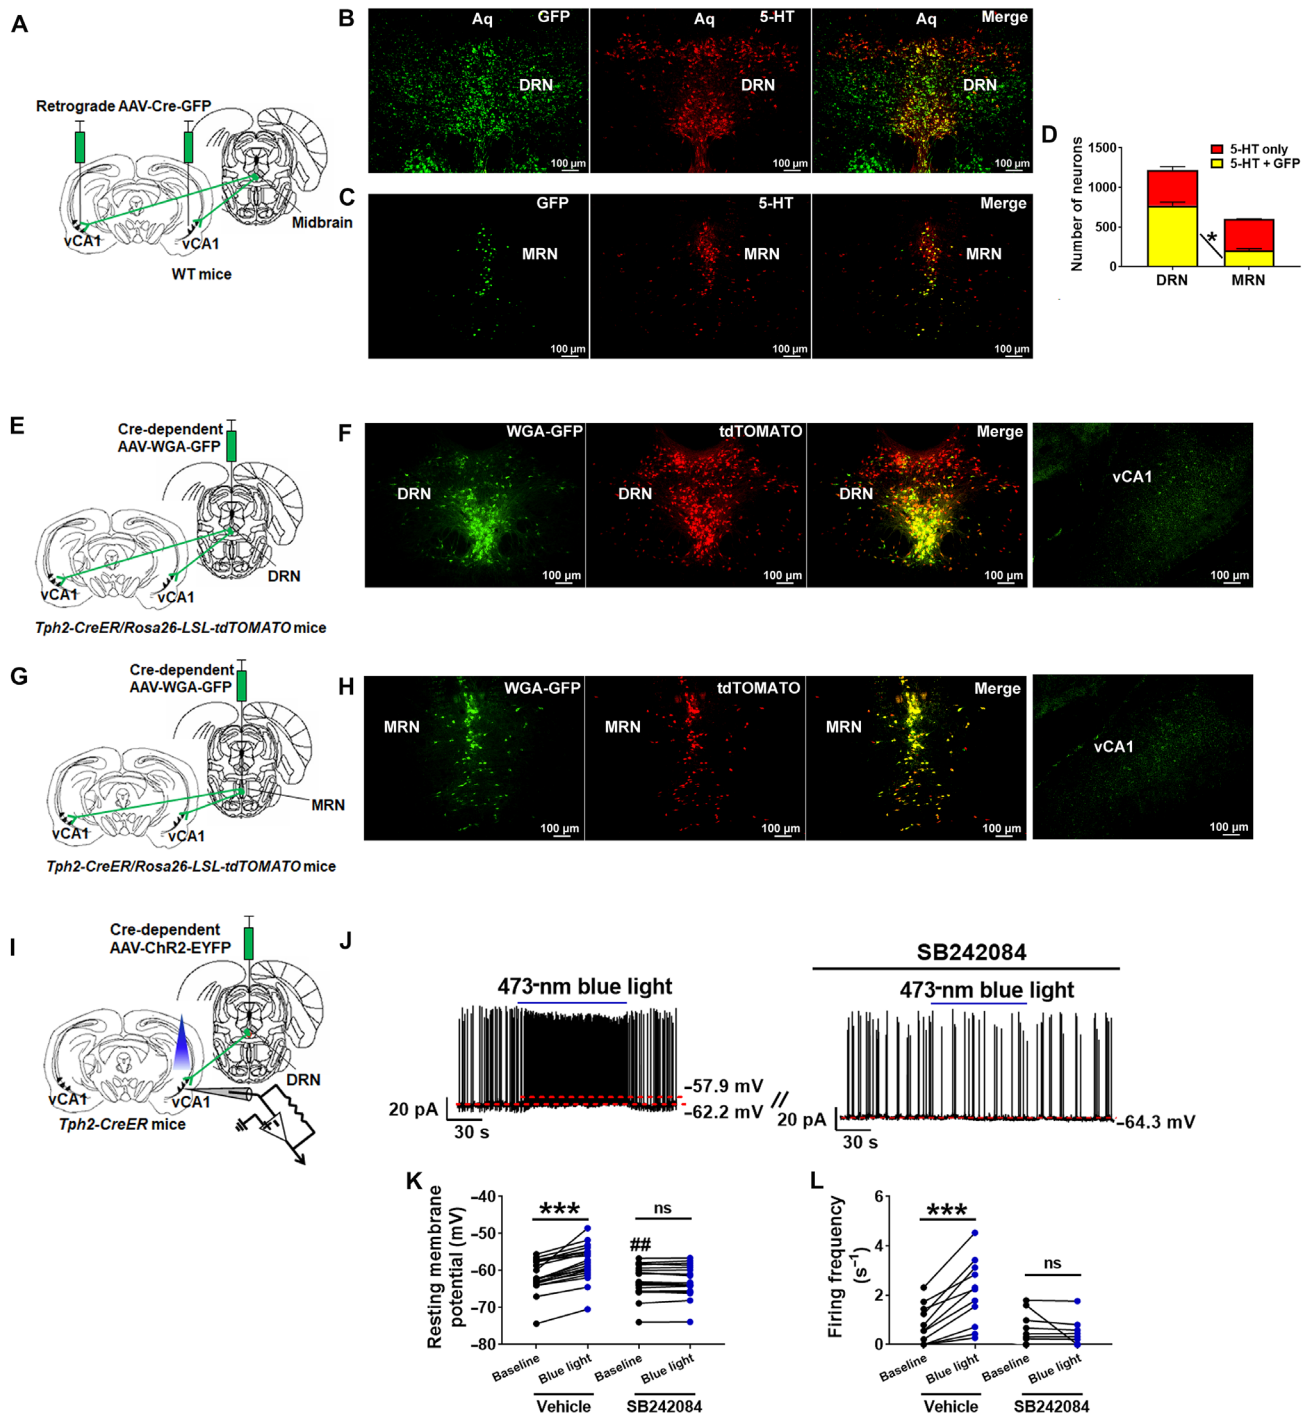 A
Retrograde AAV-Cre-GFP
vCA1
vCA1
Midbrain
WT mice
B
Aq
GFP
DRN
100 µm
Aq
5-HT
DRN
100 µm
Aq
Merge
DRN
100 µm
C
GFP
MRN
100 µm
5-HT
MRN
100 µm
Merge
MRN
100 µm
D
5-HT only
5-HT + GFP
Number of neurons
1500
1000
500
0
*
DRN
MRN
E
Cre-dependent
AAV-WGA-GFP
DRN
vCA1
vCA1
Tph2-CreER/Rosa26-LSL-tdTOMATO mice
F
WGA-GFP
DRN
100 µm
tdTOMATO
DRN
100 µm
Merge
DRN
100 µm
vCA1
100 µm
G
Cre-dependent
AAV-WGA-GFP
MRN
vCA1
vCA1
Tph2-CreER/Rosa26-LSL-tdTOMATO mice
H
WGA-GFP
MRN
100 µm
tdTOMATO
MRN
100 µm
Merge
MRN
100 µm
vCA1
100 µm
I
Cre-dependent
AAV-ChR2-EYFP
DRN
vCA1
vCA1
Tph2-CreER mice
J
473-nm blue light
–57.9 mV
–62.2 mV
20 pA
30 s
//
SB242084
473-nm blue light
20 pA
30 s
–64.3 mV
K
Resting membrane
potential (mV)
–40
–50
–60
–70
–80
***
ns
##
Baseline
Blue light
Baseline
Blue light
Vehicle
SB242084
L
Firing frequency
(s–1)
6
4
2
0
***
ns
Baseline
Blue light
Baseline
Blue light
Vehicle
SB242084